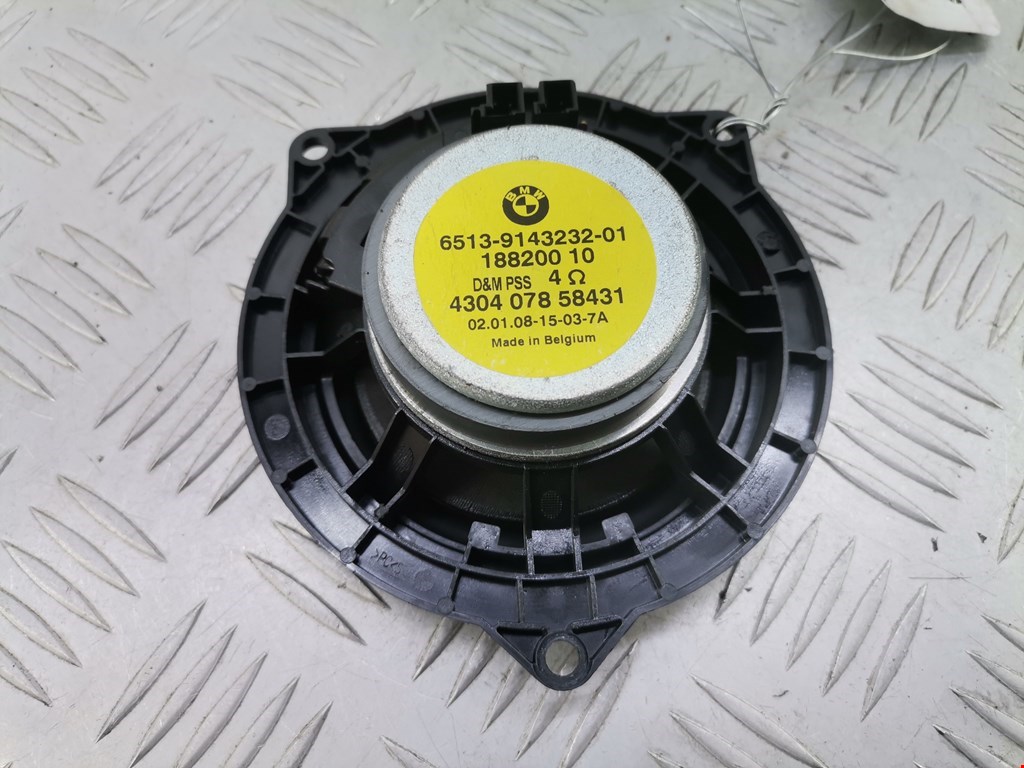 BMW
6513-9143232-01
188200 10
D&M PSS 4 Ω
4304 078 58431
02.01.08-15-03-7A
Made in Belgium